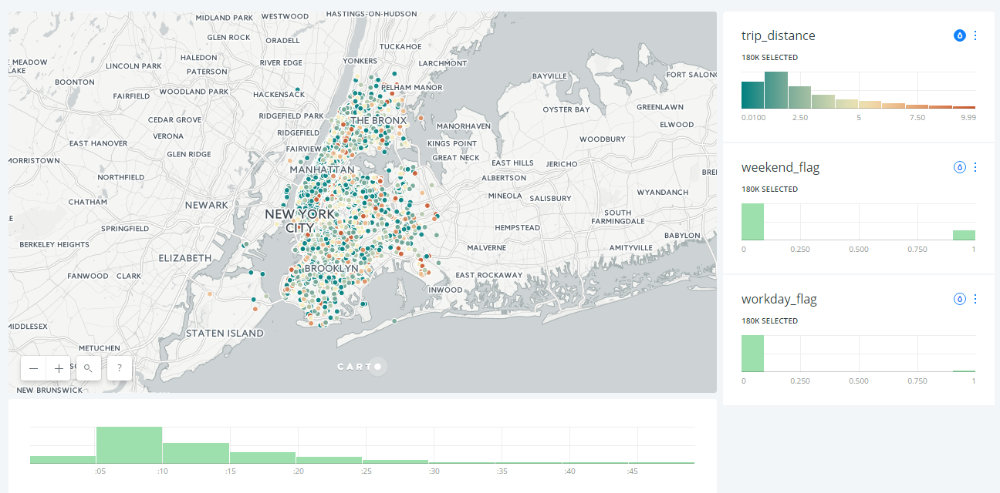 MIDLAND PARK
WESTWOOD
HASTINGS-ON-HUDSON
GLEN ROCK
ORADELL
TUCKAHOE
MEADOW
LAKE
LINCOLN PARK
HALEDON
PATERSON
RIVER EDGE
YONKERS
LARCHMONT
BOONTON
FAIRFIELD
WOODLAND PARK
HACKENSACK
PELHAM MANOR
BAYVILLE
FORT SALONG
CEDAR GROVE
RIDGEFIELD PARK
THE BRONX
OYSTER BAY
GREENLAWN
VERONA
RIDGEFIELD
MANORHAVEN
ELWOOD
EAST HANOVER
GLEN RIDGE
FAIRVIEW
KINGS POINT
WOODBURY
MORRISTOWN
GREAT NECK
EAST HILLS
JERICHO
NORTHFIELD
MANHATTAN
ALBERTSON
BRE
CHATHAM
NEWARK
MINEOLA
SALISBURY
WYANDANCH
NEW YORK
CITY
SOUTH
FARMINGDALE
SPRINGFIELD
HEMPSTEAD
BABYLON
BERKELEY HEIGHTS
ELIZABETH
MALVERNE
AMITYVILLE
FANWOOD
CLARK
BROOKLYN
EAST ROCKAWAY
INWOOD
MIDDLESEX
STATEN ISLAND
METUCHEN
NEW BRUNSWICK
?
CARTO
:05 :10 :15 :20 :25 :30 :35 :40 :45
trip_distance
180K SELECTED
0.0100 2.50 5 7.50 9.99
weekend_flag
180K SELECTED
0 0.250 0.500 0.750 1
workday_flag
180K SELECTED
0 0.250 0.500 0.750 1